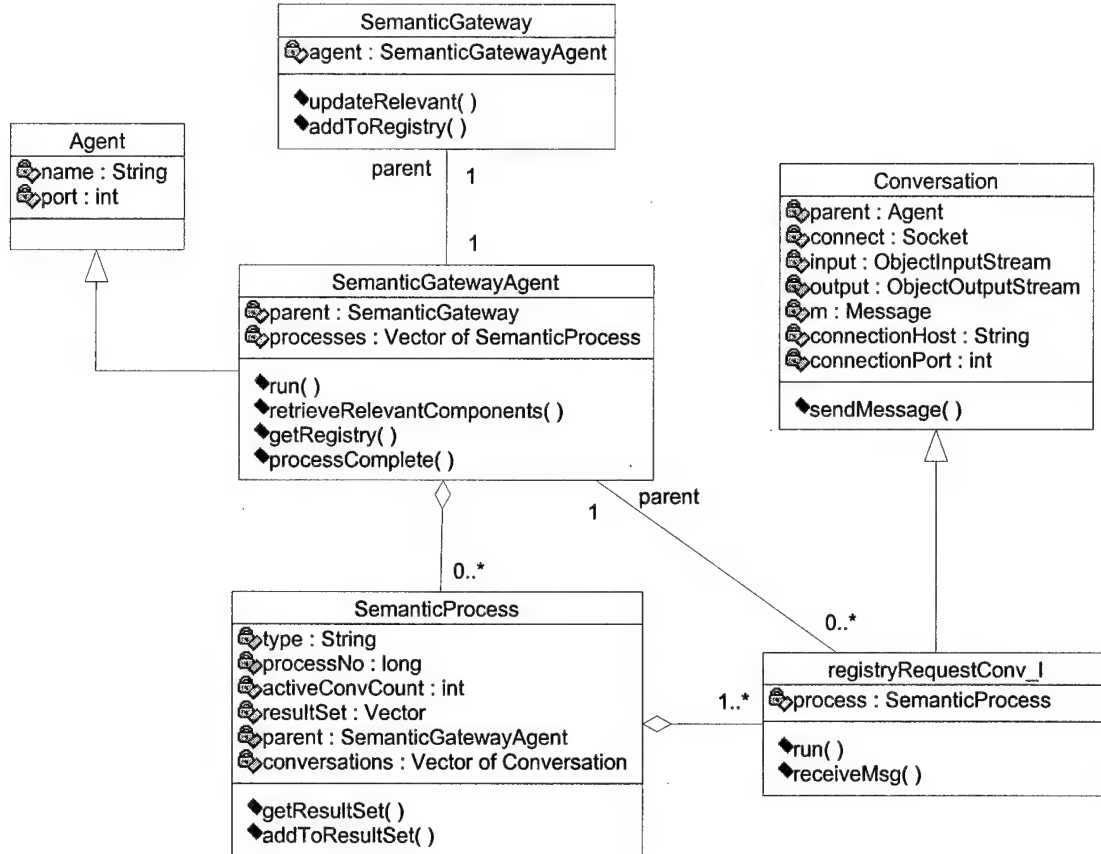 SemanticGateway
agent : SemanticGatewayAgent
updateRelevant( )
addToRegistry( )
Agent
name : String
port : int
parent
1
1
Conversation
parent : Agent
connect : Socket
input : ObjectInputStream
output : ObjectOutputStream
m : Message
connectionHost : String
connectionPort : int
sendMessage( )
SemanticGatewayAgent
parent : SemanticGateway
processes : Vector of SemanticProcess
run( )
retrieveRelevantComponents( )
getRegistry( )
processComplete( )
parent
1
0..*
0..*
SemanticProcess
type : String
processNo : long
activeConvCount : int
resultSet : Vector
parent : SemanticGatewayAgent
conversations : Vector of Conversation
getResultSet( )
addToResultSet( )
1..*
registryRequestConv_I
process : SemanticProcess
run( )
receiveMsg( )